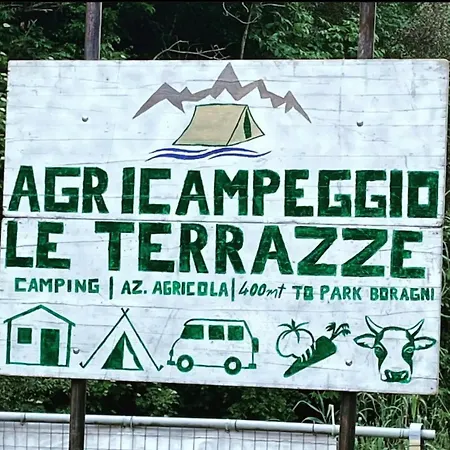 AGRICAMPEGGIO
LE TERRAZZE
CAMPING | AZ. AGRICOLA | 400mt TO PARK BORAGNI